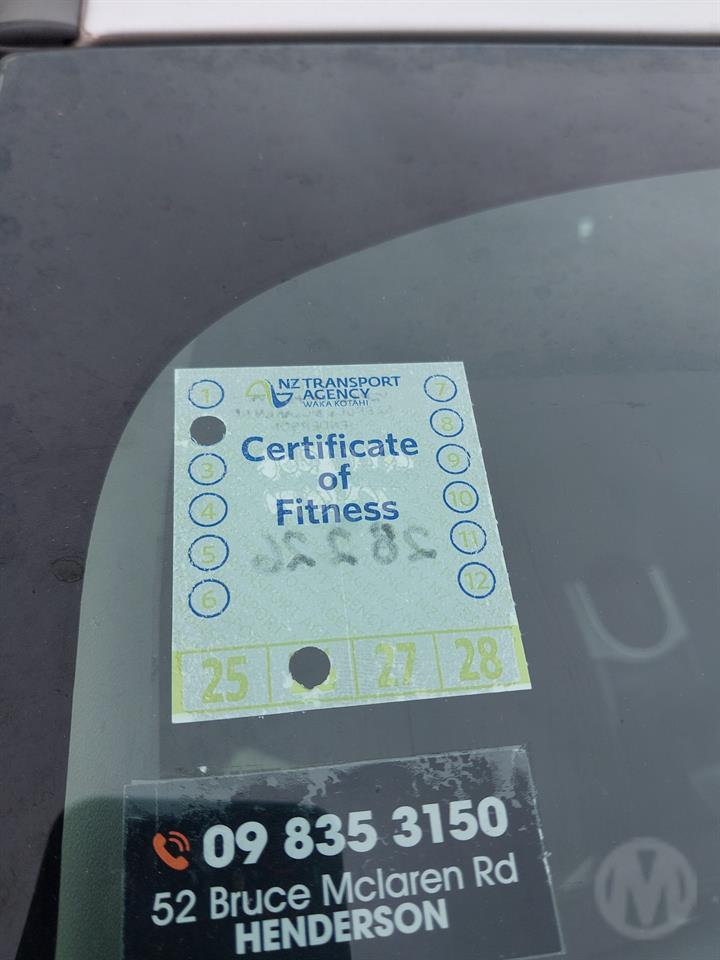 NZ TRANSPORT
AGENCY
WAKA KOTAHI
Certificate
of
Fitness
1
3
4
5
6
7
8
9
10
11
12
28 2 26
25 27 28
09 835 3150
52 Bruce Mclaren Rd
HENDERSON
M